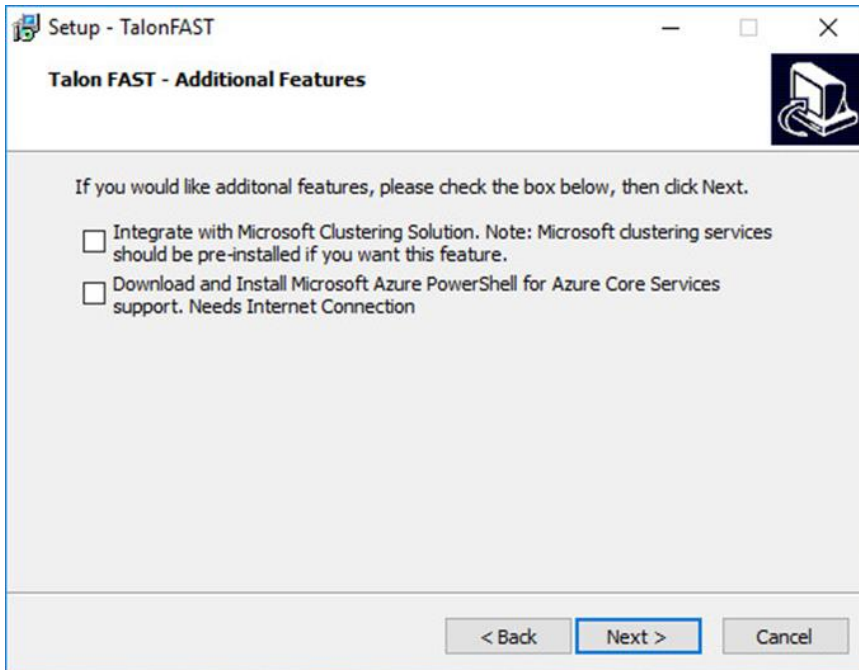 Setup - TalonFAST
Talon FAST - Additional Features
If you would like additonal features, please check the box below, then click Next.
Integrate with Microsoft Clustering Solution. Note: Microsoft clustering services
should be pre-installed if you want this feature.
Download and Install Microsoft Azure PowerShell for Azure Core Services
support. Needs Internet Connection
< Back
Next >
Cancel